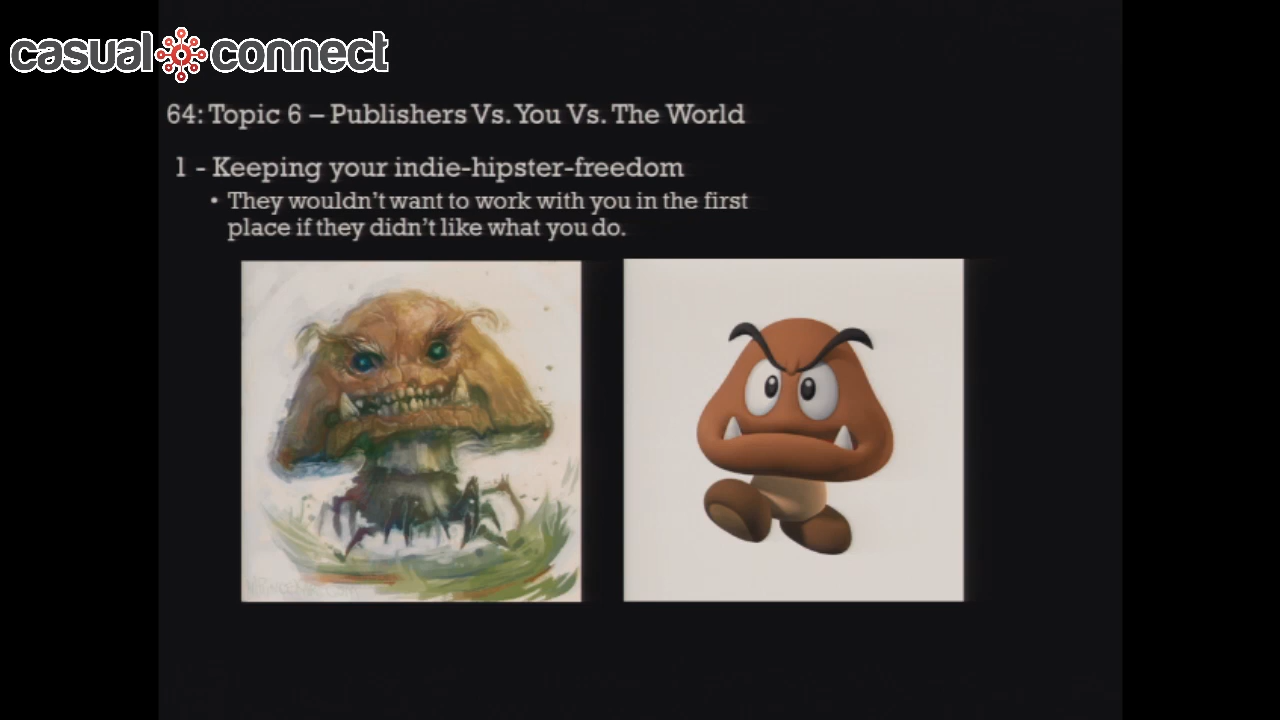 casual connect
64: Topic 6 – Publishers Vs. You Vs. The World
1 - Keeping your indie-hipster-freedom
• They wouldn't want to work with you in the first
place if they didn't like what you do.